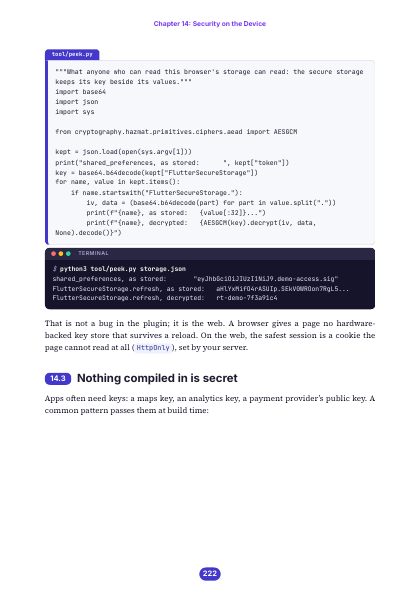 Chapter 14: Security on the Device
tool/peek.py
"""What anyone who can read this browser's storage can read: the secure storage
keeps its key beside its values."""
import base64
import json
import sys
from cryptography.hazmat.primitives.ciphers.aead import AESGCM
kept = json.load(open(sys.argv[1]))
print("shared_preferences, as stored:      ", kept["token"])
key = base64.b64decode(kept["FlutterSecureStorage"])
for name, value in kept.items():
    if name.startswith("FlutterSecureStorage."):
        iv, data = (base64.b64decode(part) for part in value.split("."))
        print(f"{name}, as stored:   {value[:32]}...")
        print(f"{name}, decrypted:   {AESGCM(key).decrypt(iv, data,
None).decode()}")
TERMINAL
$ python3 tool/peek.py storage.json
shared_preferences, as stored:       "eyJhbGciOiJIUzI1NiJ9.demo-access.sig"
FlutterSecureStorage.refresh, as stored:   aHlYxMifO4rASUIp.SEkV0WROon7RgL5...
FlutterSecureStorage.refresh, decrypted:   rt-demo-7f3a91c4
That is not a bug in the plugin; it is the web. A browser gives a page no hardware-
backed key store that survives a reload. On the web, the safest session is a cookie the
page cannot read at all (HttpOnly), set by your server.
14.3 Nothing compiled in is secret
Apps often need keys: a maps key, an analytics key, a payment provider's public key. A
common pattern passes them at build time:
222